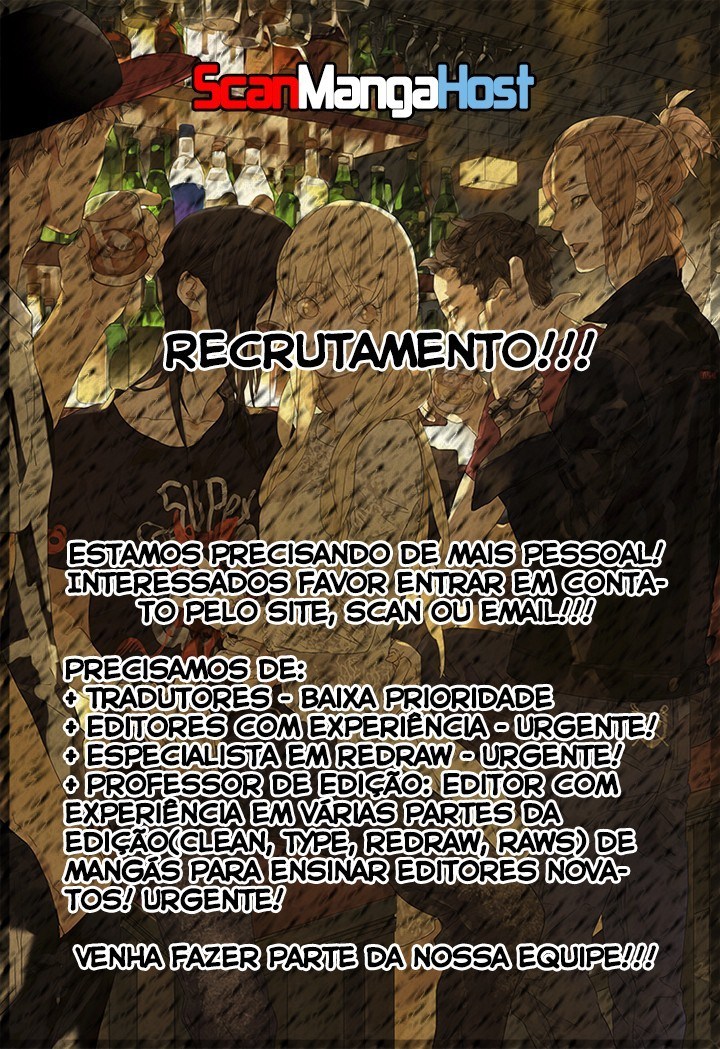 ScanMangaHost
RECRUTAMENTO!!!
SliPex
ESTAMOS PRECISANDO DE MAIS PESSOAL!
INTERESSADOS FAVOR ENTRAR EM CONTA-
TO PELO SITE, SCAN OU EMAIL!!!
PRECISAMOS DE:
+ TRADUTORES - BAIXA PRIORIDADE
+ EDITORES COM EXPERIÊNCIA - URGENTE!
+ ESPECIALISTA EM REDRAW - URGENTE!
+ PROFESSOR DE EDIÇÃO: EDITOR COM
EXPERIÊNCIA EM VÁRIAS PARTES DA
EDIÇÃO(CLEAN, TYPE, REDRAW, RAWS) DE
MANGÁS PARA ENSINAR EDITORES NOVA-
TOS! URGENTE!
VENHA FAZER PARTE DA NOSSA EQUIPE!!!